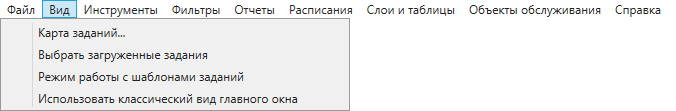 Файл Вид Инструменты Фильтры Отчеты Расписания Слои и таблицы Объекты обслуживания Справка
Карта заданий...
Выбрать загруженные задания
Режим работы с шаблонами заданий
Использовать классический вид главного окна